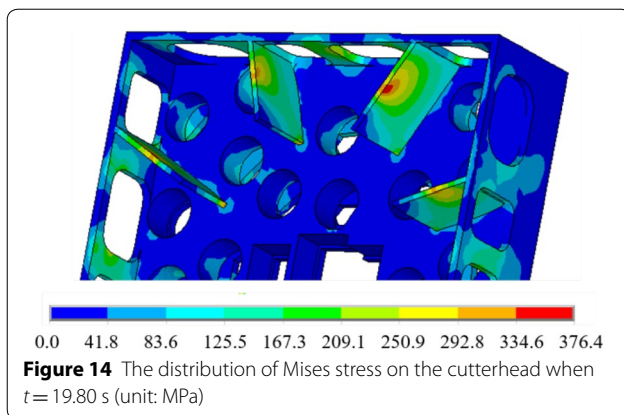 0.0 41.8 83.6 125.5 167.3 209.1 250.9 292.8 334.6 376.4
Figure 14 The distribution of Mises stress on the cutterhead when
t = 19.80 s (unit: MPa)